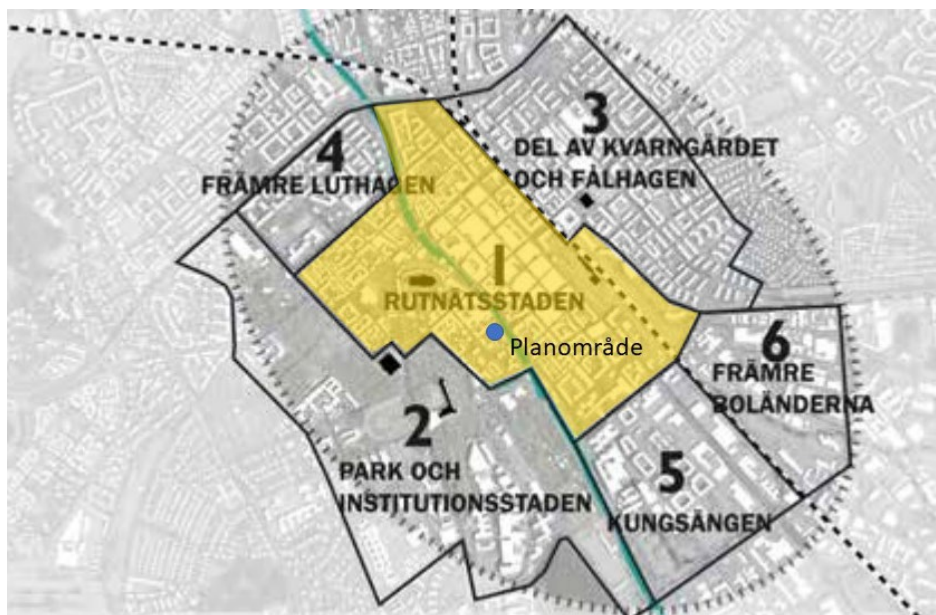 3
DEL AV KVARNGÄRDET
OCH FÅLHAGEN
4
FRÄMRE LUTHAGEN
1
RUTNÄTSSTADEN
Planområde
6
FRÄMRE
BOLÄNDERNA
2
PARK OCH
INSTITUTIONSSTADEN
5
KUNGSÄNGEN